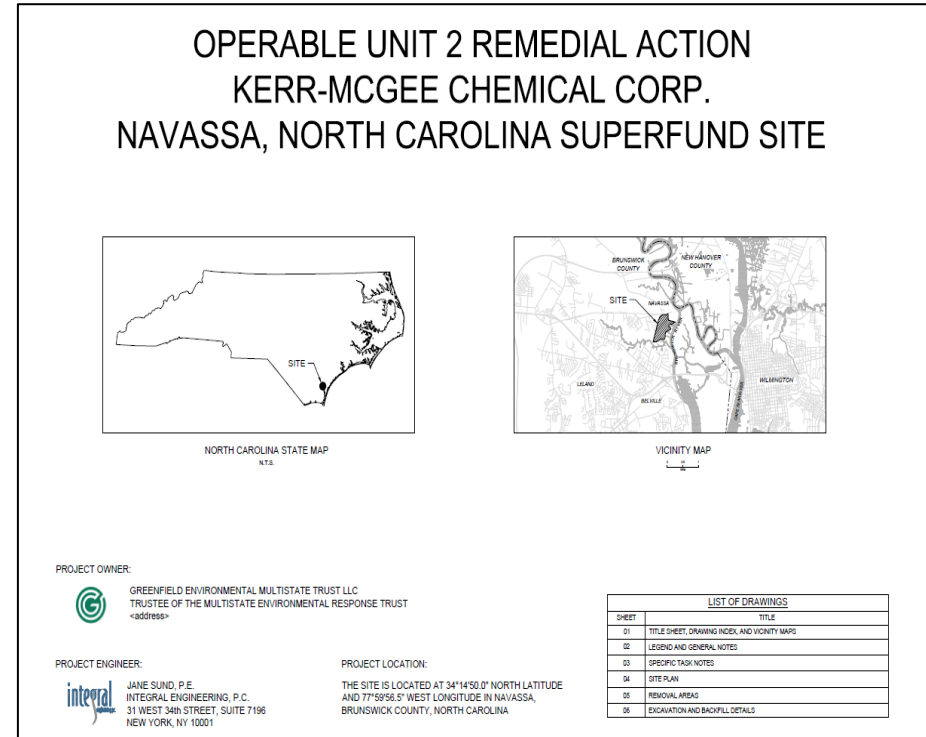 OPERABLE UNIT 2 REMEDIAL ACTION
KERR-MCGEE CHEMICAL CORP.
NAVASSA, NORTH CAROLINA SUPERFUND SITE
SITE
NORTH CAROLINA STATE MAP
N.T.S.
BRUNSWICK
COUNTY
NEW HANOVER
COUNTY
NAVASSA
SITE
LELAND
BELVILLE
WILMINGTON
VICINITY MAP
PROJECT OWNER:
GREENFIELD ENVIRONMENTAL MULTISTATE TRUST LLC
TRUSTEE OF THE MULTISTATE ENVIRONMENTAL RESPONSE TRUST
<address>
PROJECT ENGINEER:
integral
JANE SUND, P.E.
INTEGRAL ENGINEERING, P.C.
31 WEST 34th STREET, SUITE 7196
NEW YORK, NY 10001
PROJECT LOCATION:
THE SITE IS LOCATED AT 34°14'50.0" NORTH LATITUDE
AND 77°59'56.5" WEST LONGITUDE IN NAVASSA,
BRUNSWICK COUNTY, NORTH CAROLINA
LIST OF DRAWINGS
SHEET TITLE
01 TITLE SHEET, DRAWING INDEX, AND VICINITY MAPS
02 LEGEND AND GENERAL NOTES
03 SPECIFIC TASK NOTES
04 SITE PLAN
05 REMOVAL AREAS
06 EXCAVATION AND BACKFILL DETAILS